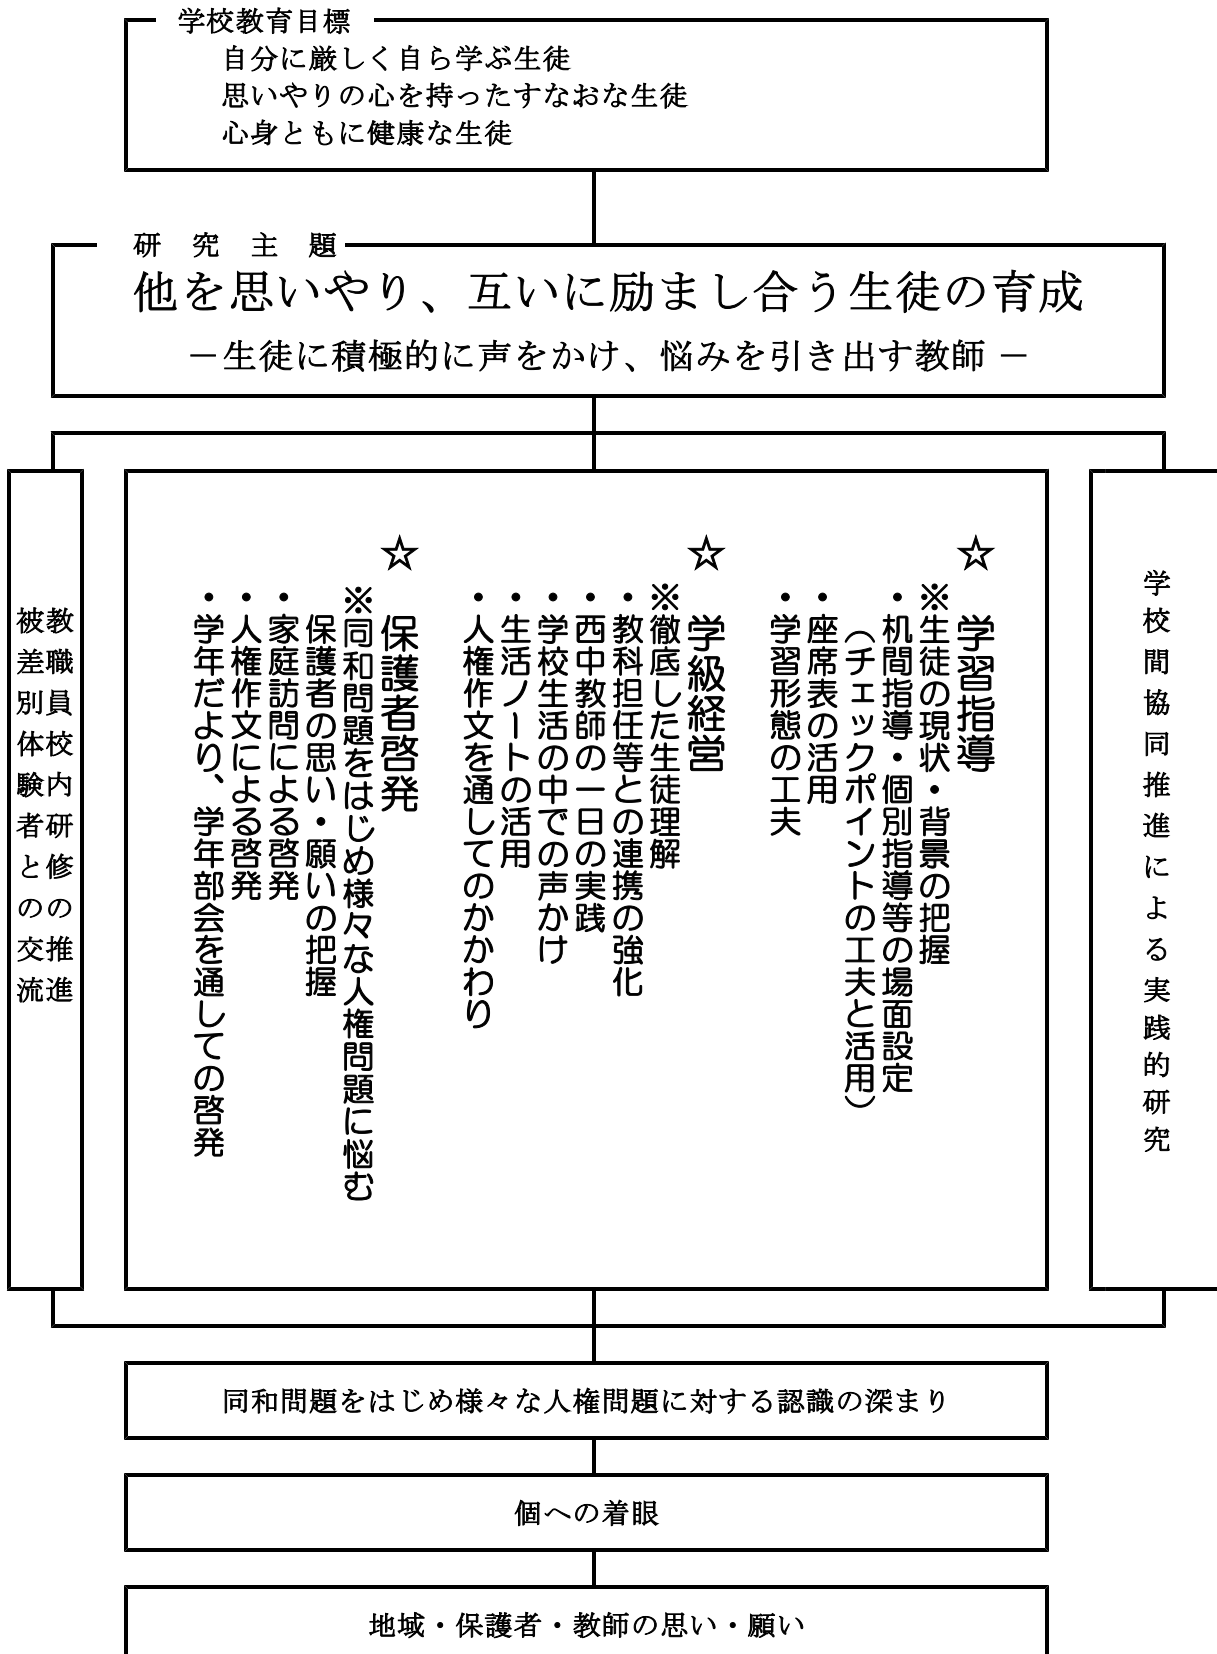 学校教育目標
自分に厳しく自ら学ぶ生徒
思いやりの心を持ったすなおな生徒
心身ともに健康な生徒
研　究　主　題
他を思いやり、互いに励まし合う生徒の育成
－生徒に積極的に声をかけ、悩みを引き出す教師－
学校間協同推進による実践的研究
☆　学習指導
※生徒の現状・背景の把握
・机間指導・個別指導等の場面設定
（チェックポイントの工夫と活用）
・座席表の活用
・学習形態の工夫
☆　学級経営
※徹底した生徒理解
・教科担任等との連携の強化
・西中教師の一日の実践
・学校生活の中での声かけ
・生活ノートの活用
・人権作文を通してのかかわり
☆　保護者啓発
※同和問題をはじめ様々な人権問題に悩む
保護者の思い・願いの把握
・家庭訪問による啓発
・人権作文による啓発
・学年だより、学年部会を通しての啓発
教職員校内研修の推進
被差別体験者との交流
同和問題をはじめ様々な人権問題に対する認識の深まり
個への着眼
地域・保護者・教師の思い・願い